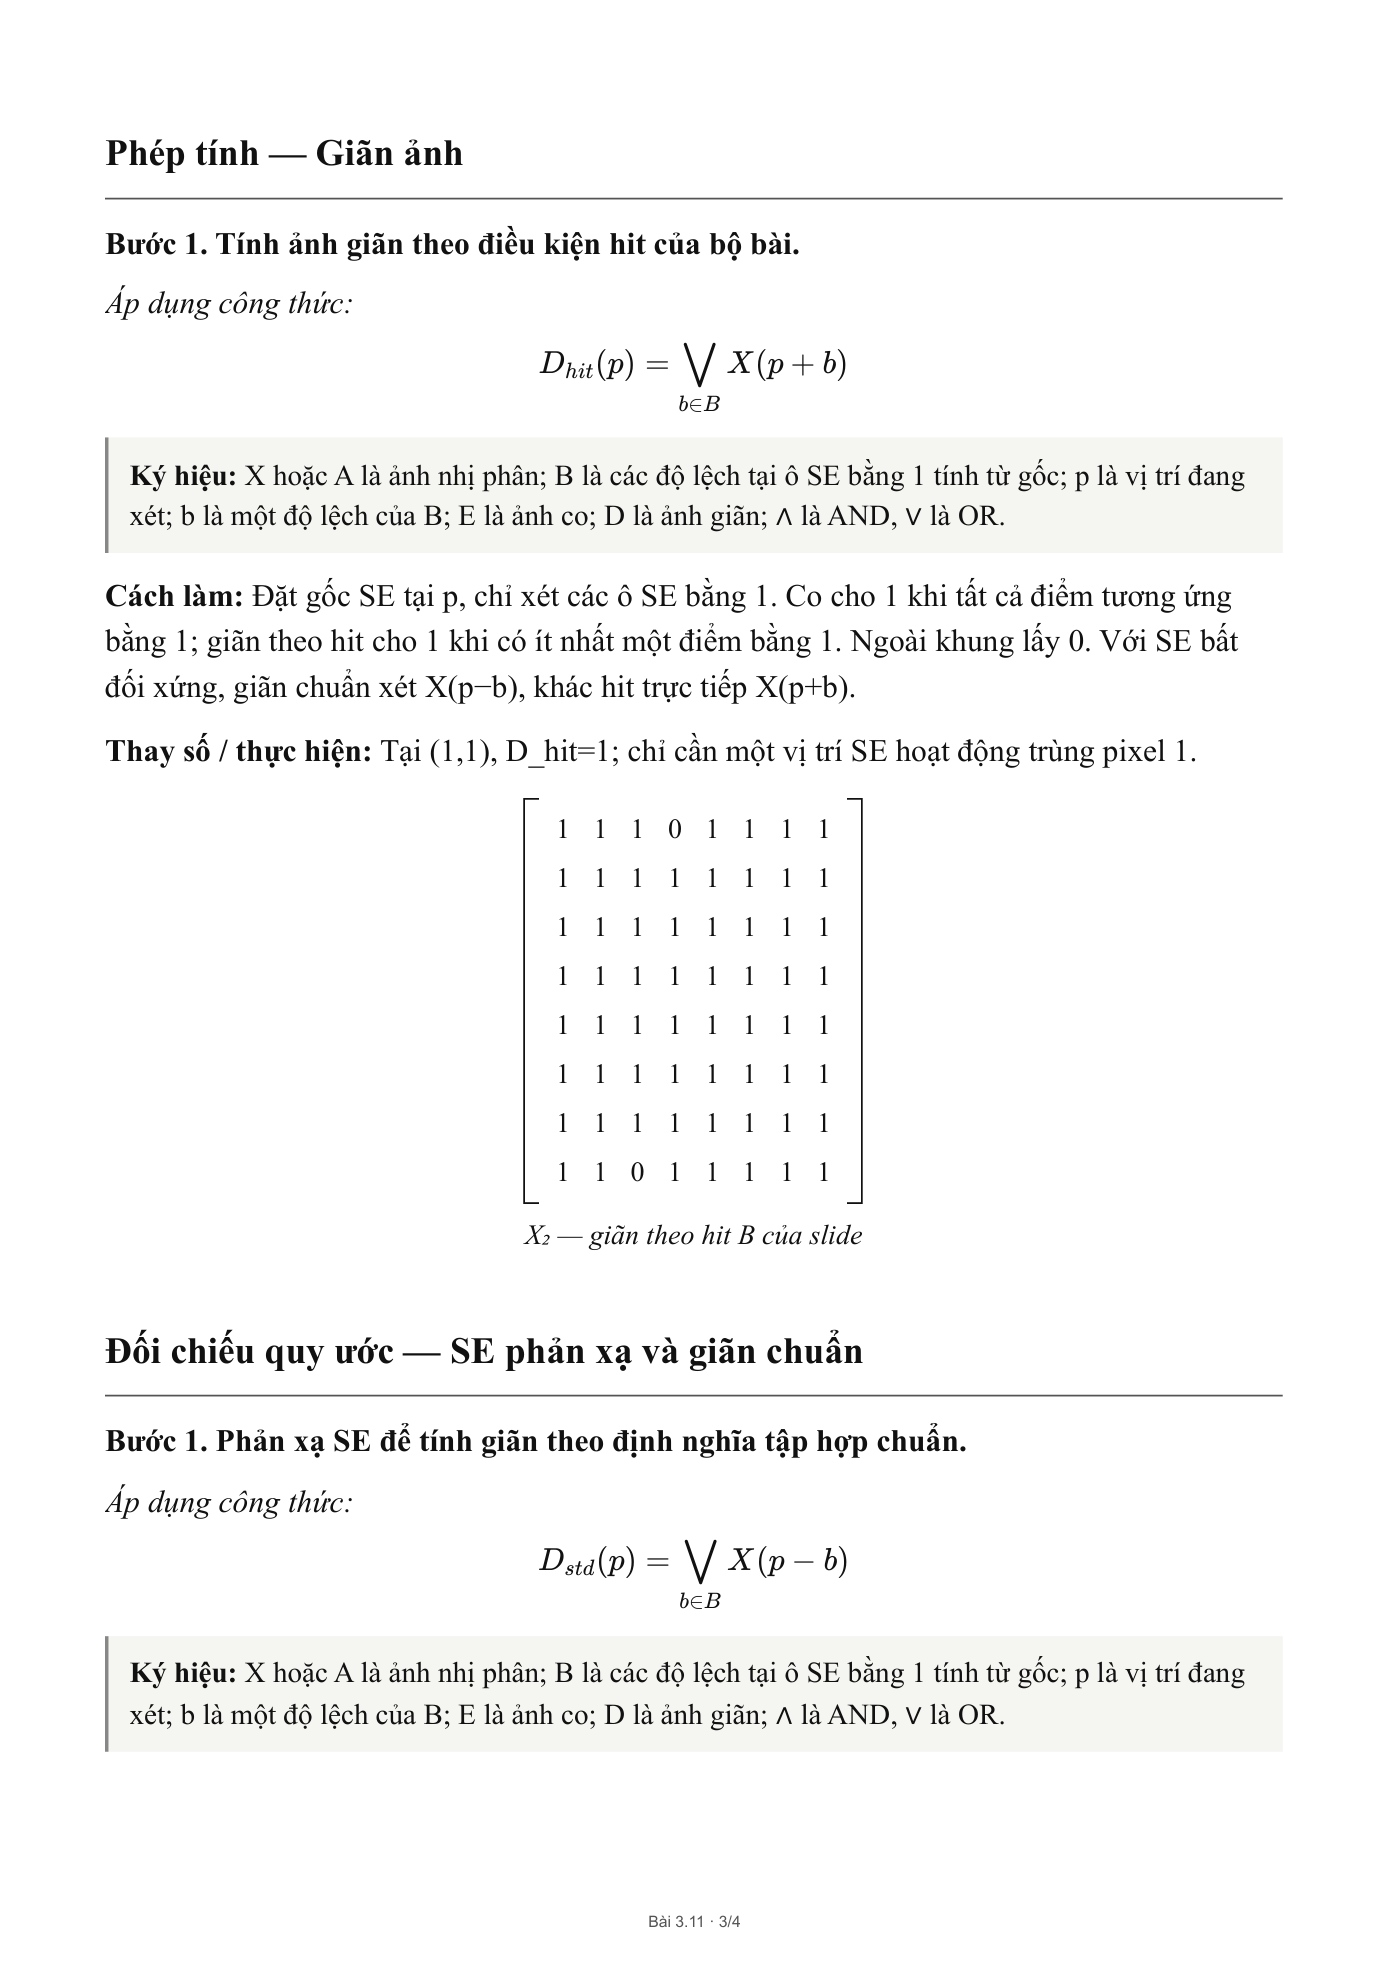 Phép tính — Giãn ảnh
Bước 1. Tính ảnh giãn theo điều kiện hit của bộ bài.
Áp dụng công thức:
D_{hit}(p) = ⋁_{b∈B} X(p + b)
Ký hiệu: X hoặc A là ảnh nhị phân; B là các độ lệch tại ô SE bằng 1 tính từ gốc; p là vị trí đang
xét; b là một độ lệch của B; E là ảnh co; D là ảnh giãn; ∧ là AND, ∨ là OR.
Cách làm: Đặt gốc SE tại p, chỉ xét các ô SE bằng 1. Co cho 1 khi tất cả điểm tương ứng
bằng 1; giãn theo hit cho 1 khi có ít nhất một điểm bằng 1. Ngoài khung lấy 0. Với SE bất
đối xứng, giãn chuẩn xét X(p−b), khác hit trực tiếp X(p+b).
Thay số / thực hiện: Tại (1,1), D_hit=1; chỉ cần một vị trí SE hoạt động trùng pixel 1.
1 1 1 0 1 1 1 1
1 1 1 1 1 1 1 1
1 1 1 1 1 1 1 1
1 1 1 1 1 1 1 1
1 1 1 1 1 1 1 1
1 1 1 1 1 1 1 1
1 1 1 1 1 1 1 1
1 1 0 1 1 1 1 1
X₂ — giãn theo hit B của slide
Đối chiếu quy ước — SE phản xạ và giãn chuẩn
Bước 1. Phản xạ SE để tính giãn theo định nghĩa tập hợp chuẩn.
Áp dụng công thức:
D_{std}(p) = ⋁_{b∈B} X(p − b)
Ký hiệu: X hoặc A là ảnh nhị phân; B là các độ lệch tại ô SE bằng 1 tính từ gốc; p là vị trí đang
xét; b là một độ lệch của B; E là ảnh co; D là ảnh giãn; ∧ là AND, ∨ là OR.
Bài 3.11 · 3/4